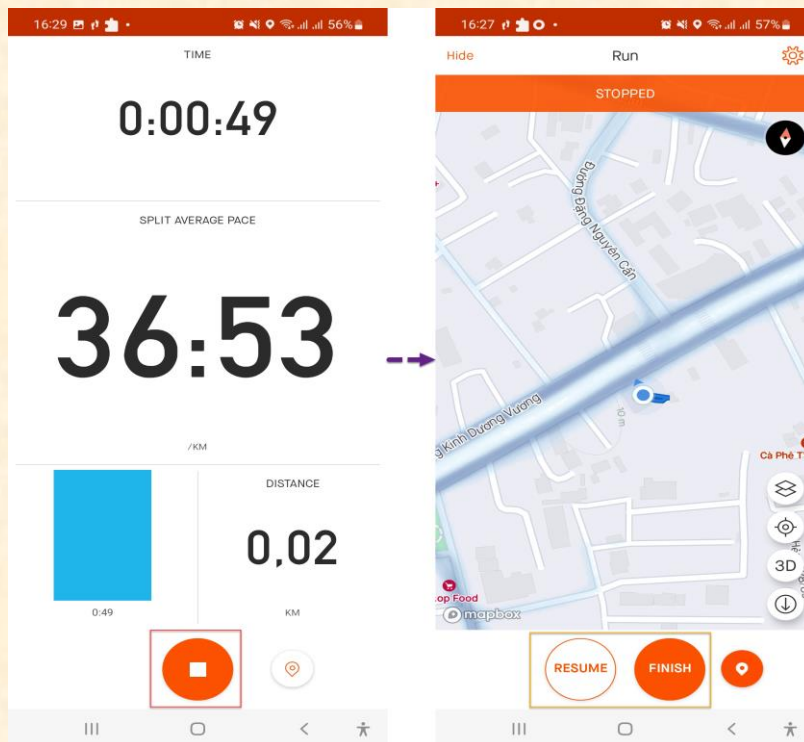 16:29
56%
TIME
0:00:49
SPLIT AVERAGE PACE
36:53
/KM
0:49
DISTANCE
0,02
KM
16:27
57%
Hide
Run
STOPPED
Đường Đặng Nguyên Cẩn
Kinh Dương Vương
10 m
Cà Phê T
3D
op Food
mapbox
RESUME
FINISH